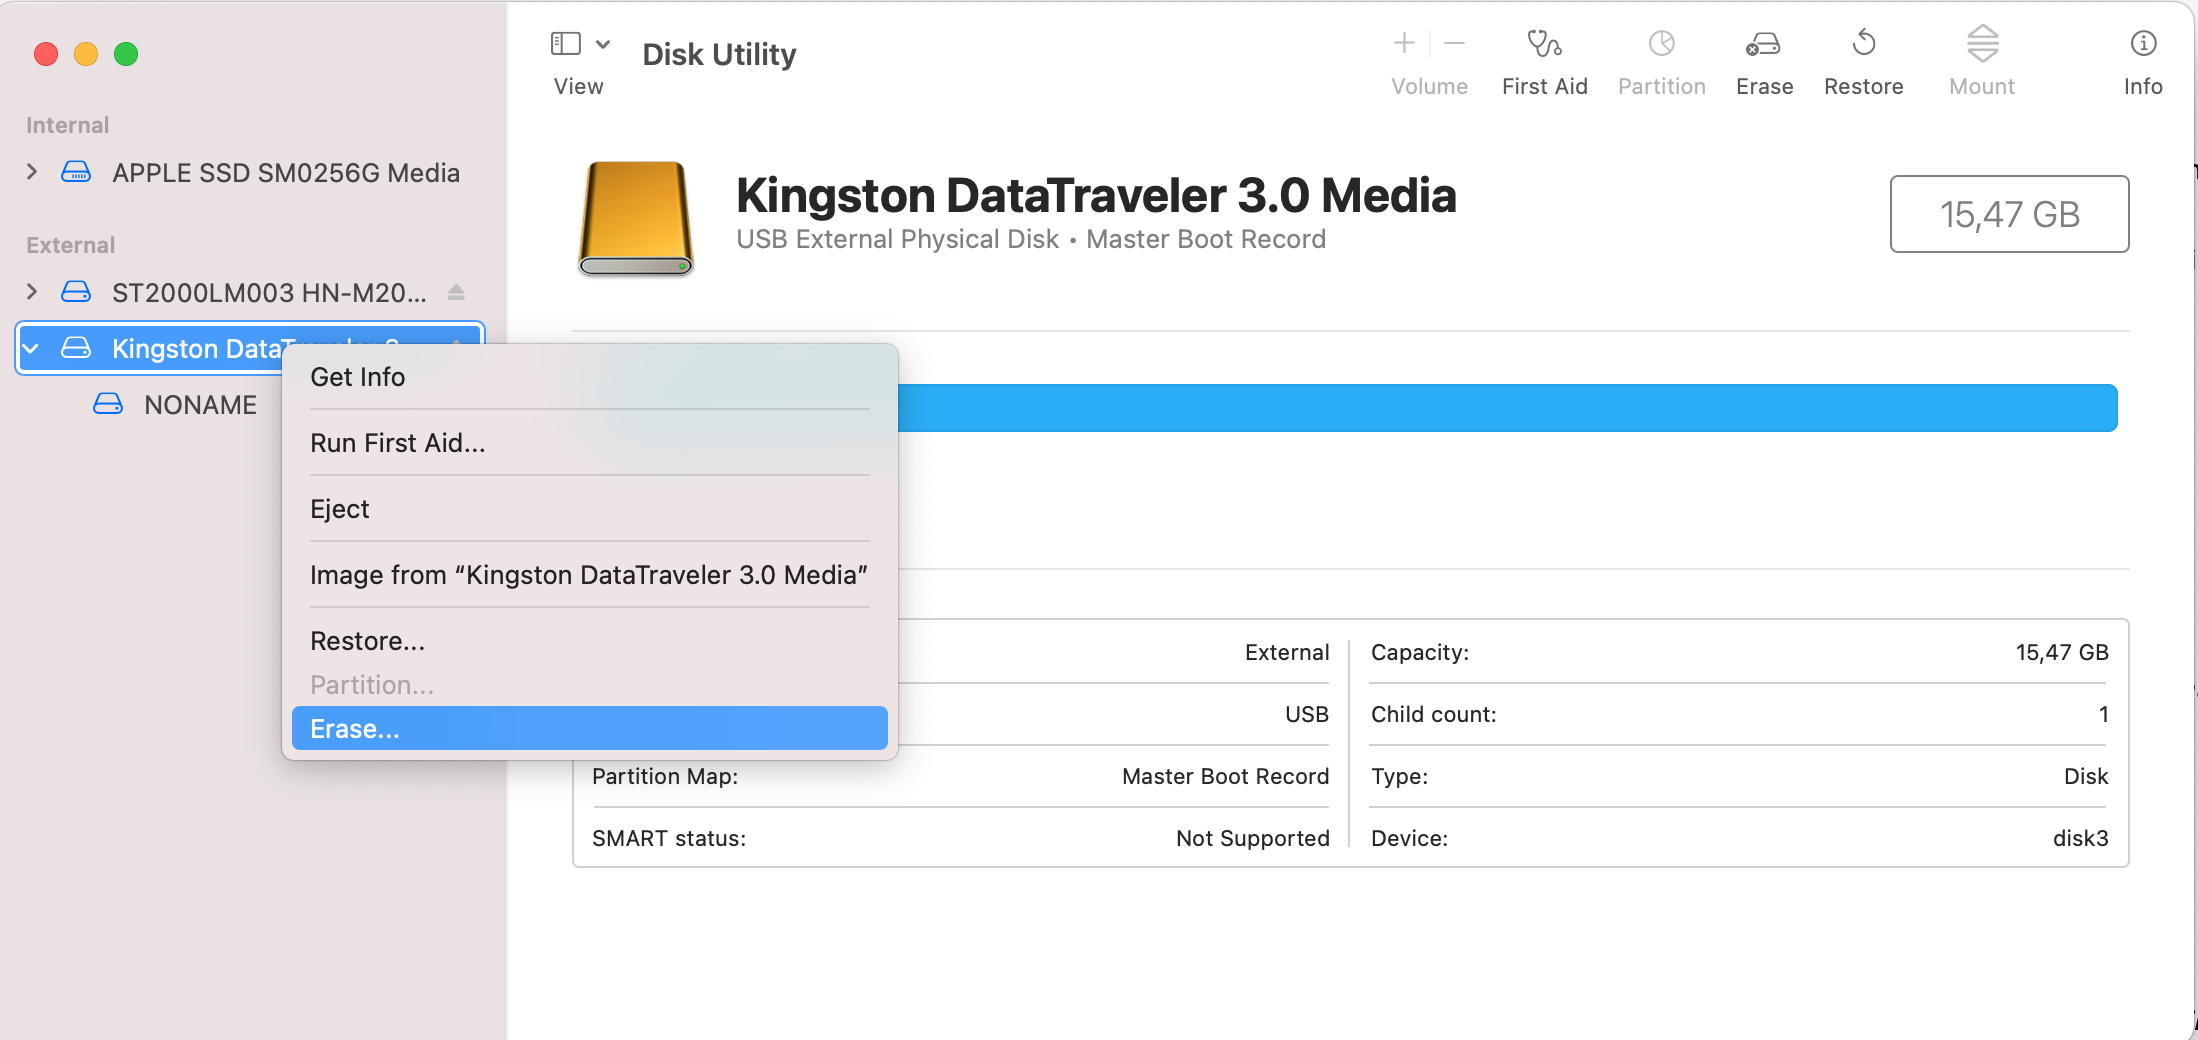 View
Disk Utility
Volume
First Aid
Partition
Erase
Restore
Mount
Info
Internal
APPLE SSD SM0256G Media
External
ST2000LM003 HN-M20...
Kingston Data
NONAME
Get Info
Run First Aid...
Eject
Image from “Kingston DataTraveler 3.0 Media”
Restore...
Partition...
Erase...
Kingston DataTraveler 3.0 Media
USB External Physical Disk • Master Boot Record
15,47 GB
External
USB
Partition Map: Master Boot Record
SMART status: Not Supported
Capacity: 15,47 GB
Child count: 1
Type: Disk
Device: disk3